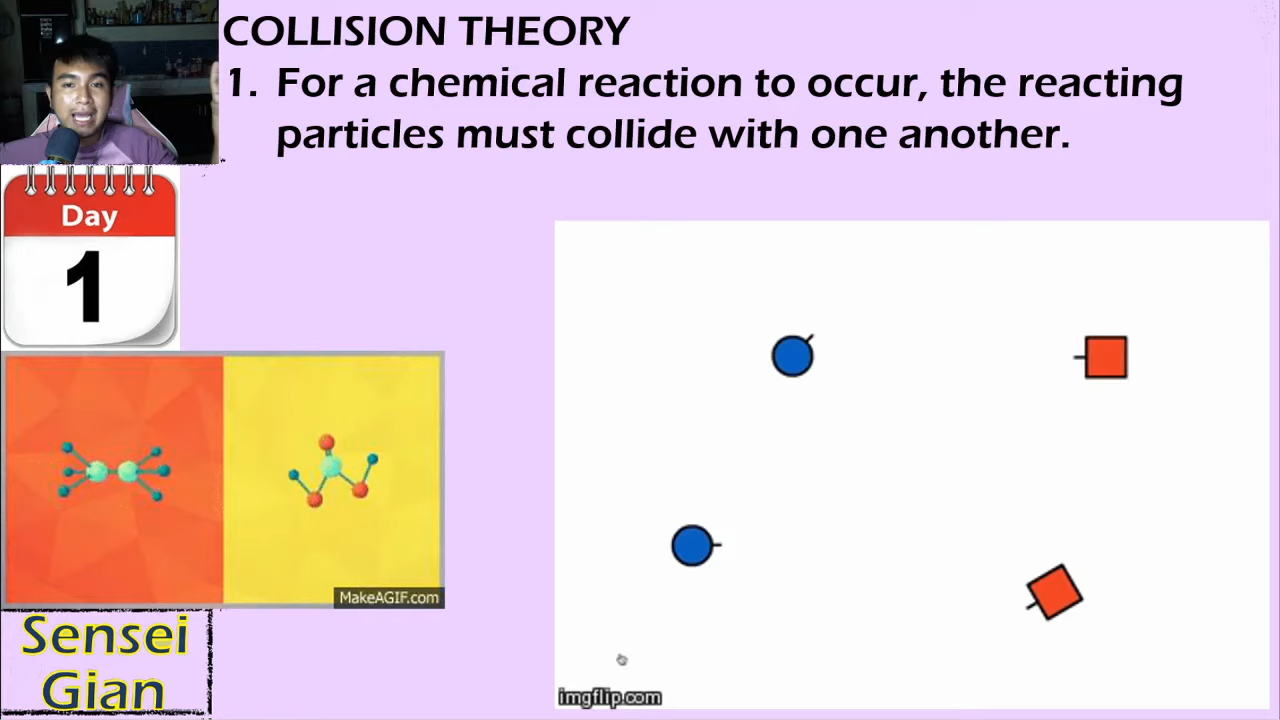 COLLISION THEORY
1. For a chemical reaction to occur, the reacting
particles must collide with one another.
Day
1
MakeAGIF.com
Sensei
Gian
imgflip.com